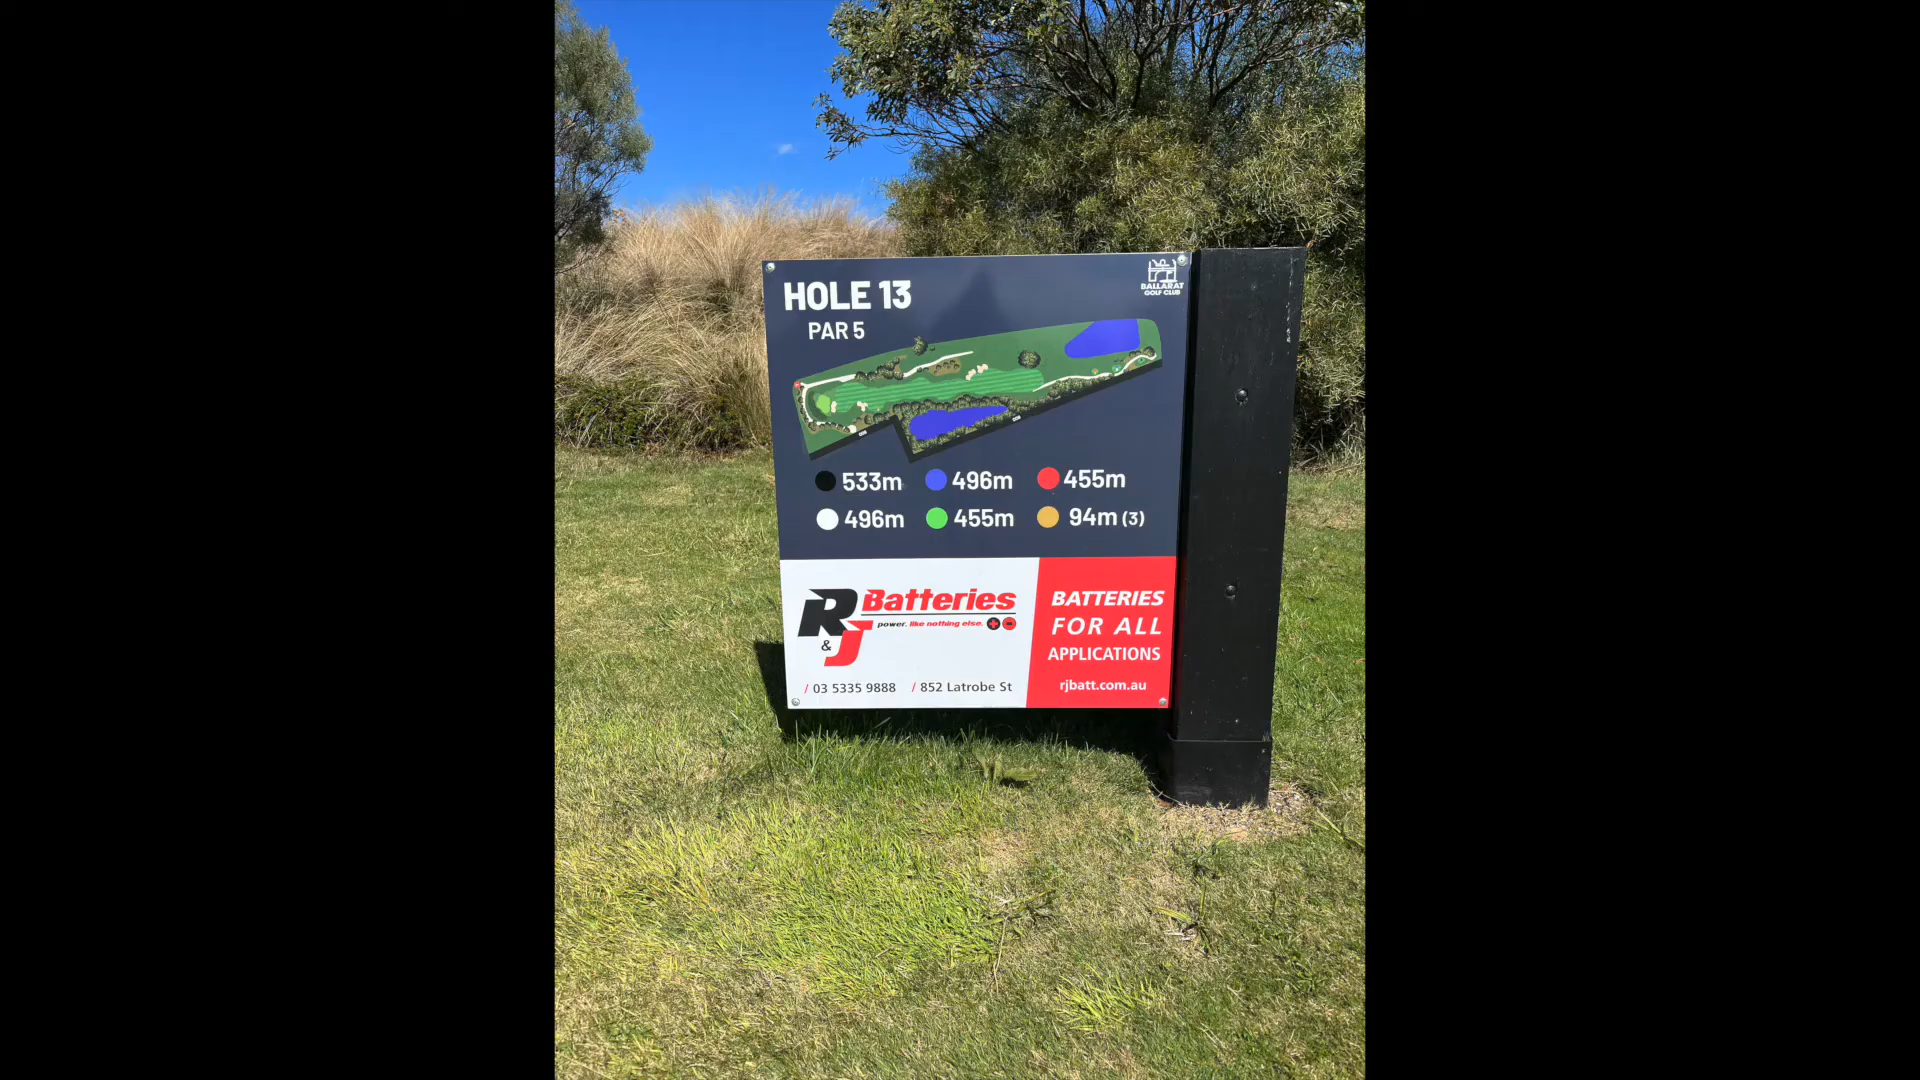 HOLE 13
PAR 5
BALLARAT
GOLF CLUB
533m 496m 455m
496m 455m 94m (3)
R&J Batteries
power. like nothing else.
/ 03 5335 9888 / 852 Latrobe St
BATTERIES
FOR ALL
APPLICATIONS
rjbatt.com.au